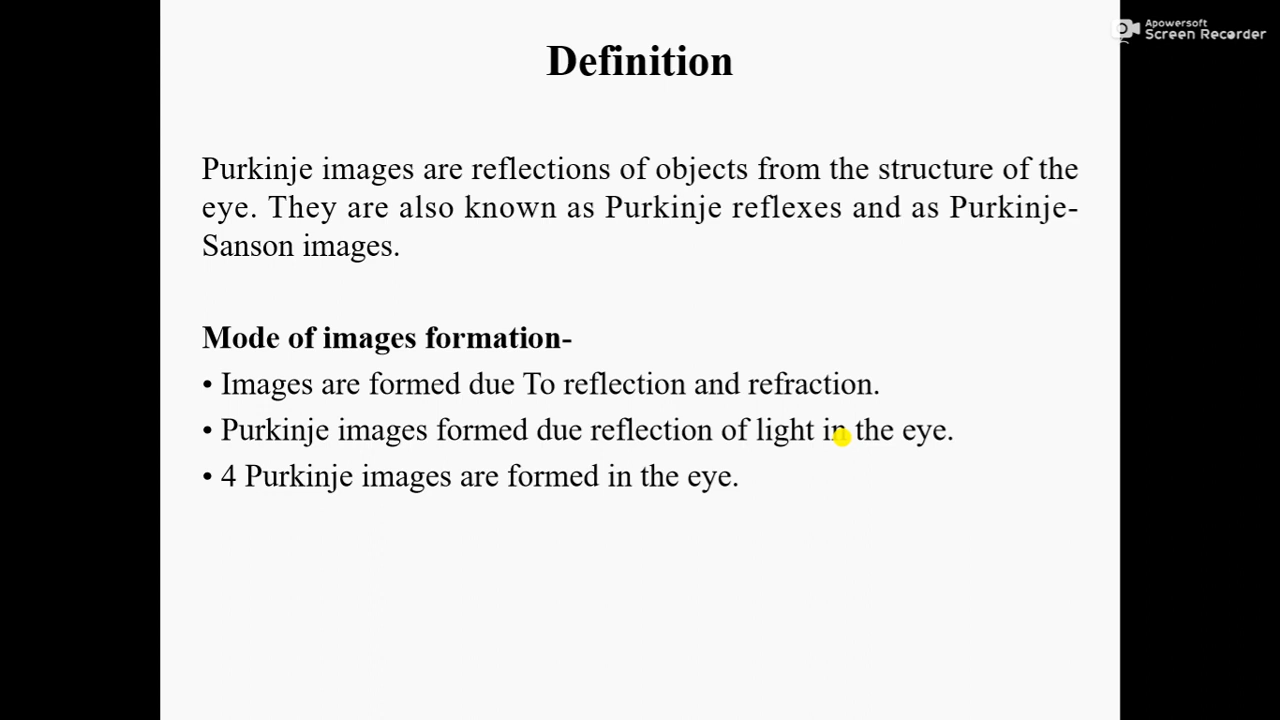 Apowersoft
Screen Recorder
Definition
Purkinje images are reflections of objects from the structure of the
eye. They are also known as Purkinje reflexes and as Purkinje-
Sanson images.
Mode of images formation-
• Images are formed due To reflection and refraction.
• Purkinje images formed due reflection of light in the eye.
• 4 Purkinje images are formed in the eye.